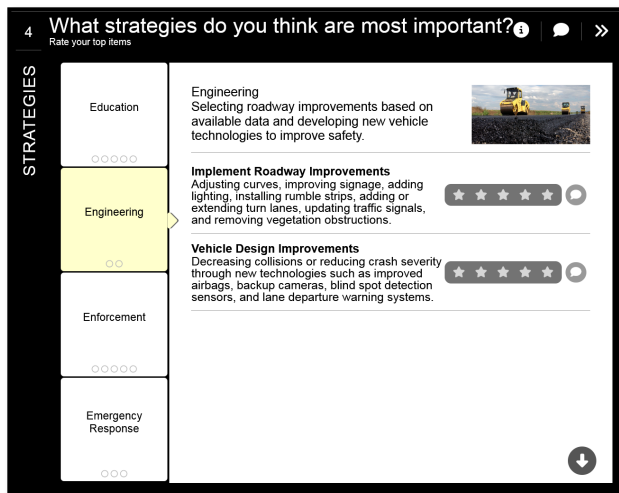 4
What strategies do you think are most important?
Rate your top items
STRATEGIES
Education
Engineering
Enforcement
Emergency
Response
Engineering
Selecting roadway improvements based on
available data and developing new vehicle
technologies to improve safety.
Implement Roadway Improvements
Adjusting curves, improving signage, adding
lighting, installing rumble strips, adding or
extending turn lanes, updating traffic signals,
and removing vegetation obstructions.
Vehicle Design Improvements
Decreasing collisions or reducing crash severity
through new technologies such as improved
airbags, backup cameras, blind spot detection
sensors, and lane departure warning systems.